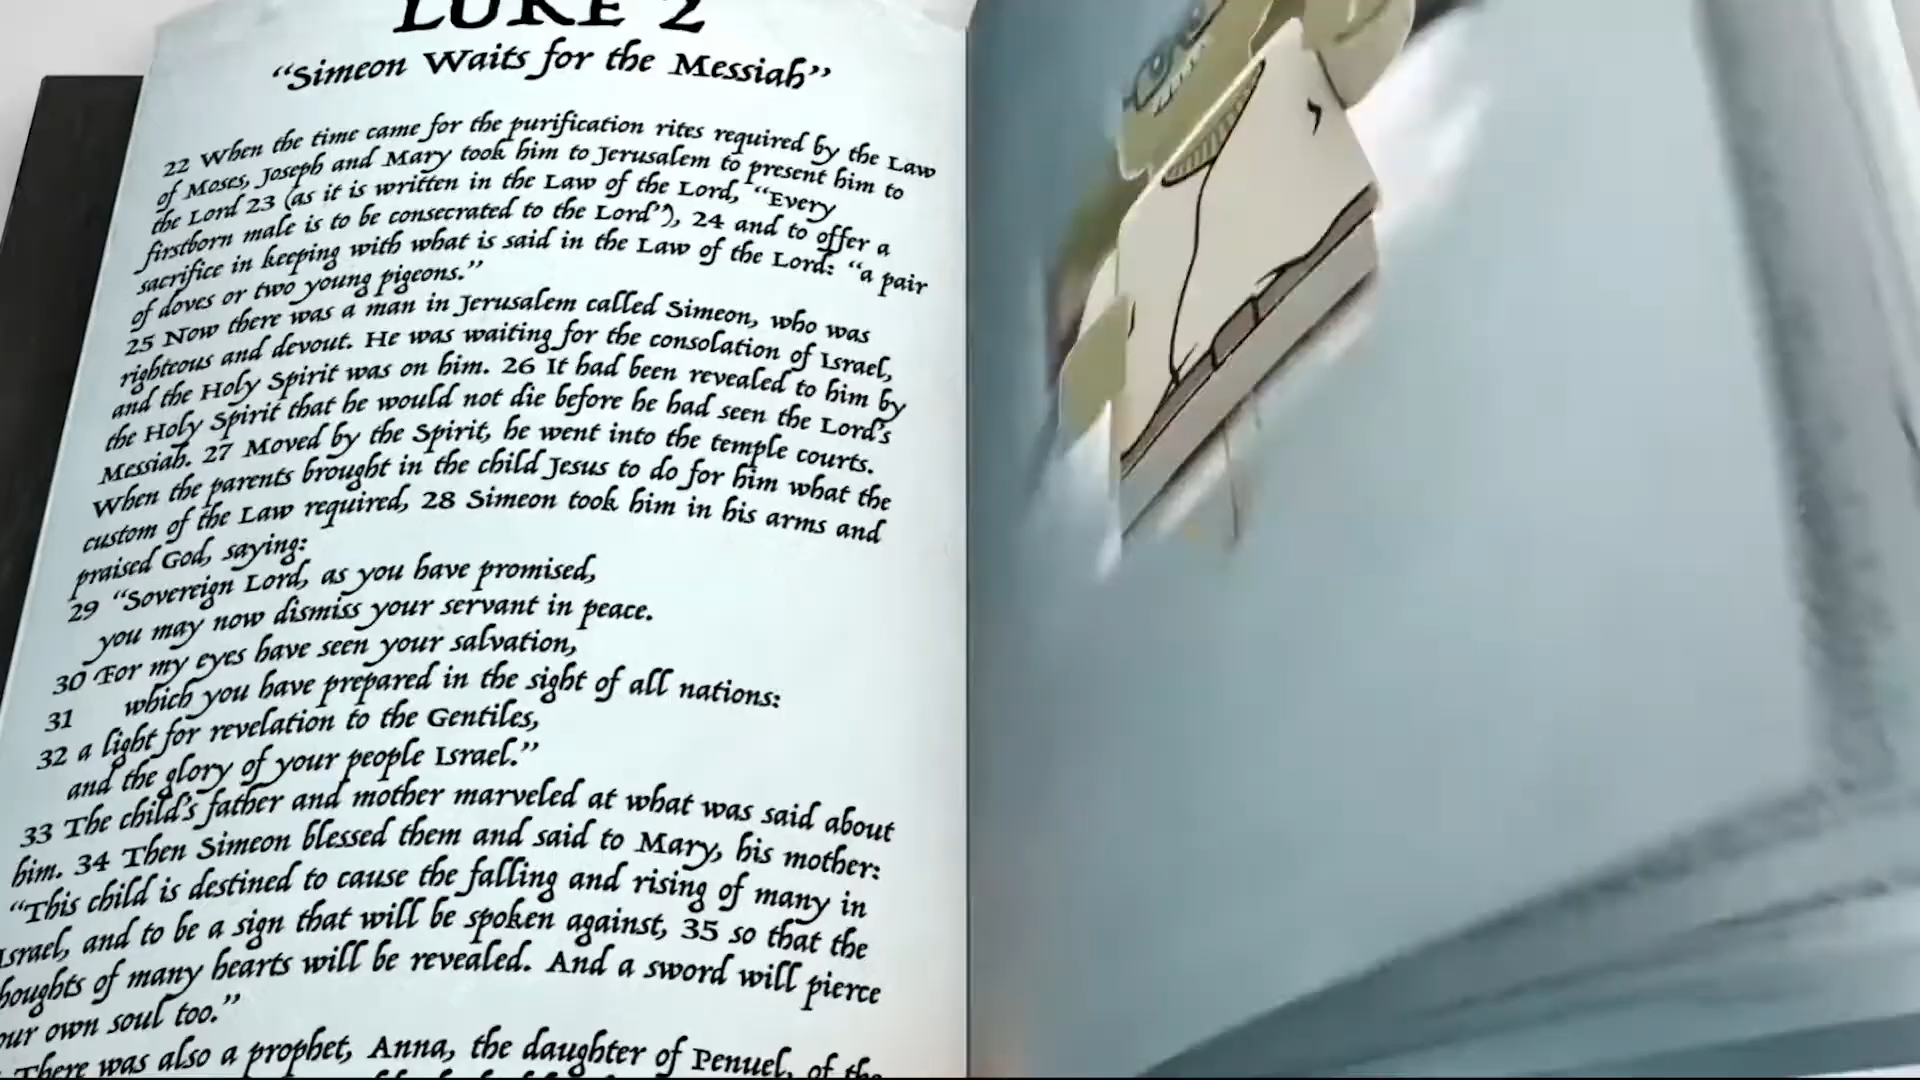 LUKE 2
“Simeon Waits for the Messiah”
22 When the time came for the purification rites required by the Law
of Moses, Joseph and Mary took him to Jerusalem to present him to
the Lord 23 (as it is written in the Law of the Lord, “Every
firstborn male is to be consecrated to the Lord”), 24 and to offer a
sacrifice in keeping with what is said in the Law of the Lord: “a pair
of doves or two young pigeons.”
25 Now there was a man in Jerusalem called Simeon, who was
righteous and devout. He was waiting for the consolation of Israel,
and the Holy Spirit was on him. 26 It had been revealed to him by
the Holy Spirit that he would not die before he had seen the Lord’s
Messiah. 27 Moved by the Spirit, he went into the temple courts.
When the parents brought in the child Jesus to do for him what the
custom of the Law required, 28 Simeon took him in his arms and
praised God, saying:
29 “Sovereign Lord, as you have promised,
you may now dismiss your servant in peace.
30 For my eyes have seen your salvation,
31 which you have prepared in the sight of all nations:
32 a light for revelation to the Gentiles,
and the glory of your people Israel.”
33 The child’s father and mother marveled at what was said about
him. 34 Then Simeon blessed them and said to Mary, his mother:
“This child is destined to cause the falling and rising of many in
Israel, and to be a sign that will be spoken against, 35 so that the
houghts of many hearts will be revealed. And a sword will pierce
our own soul too.”
There was also a prophet, Anna, the daughter of Penuel, of the